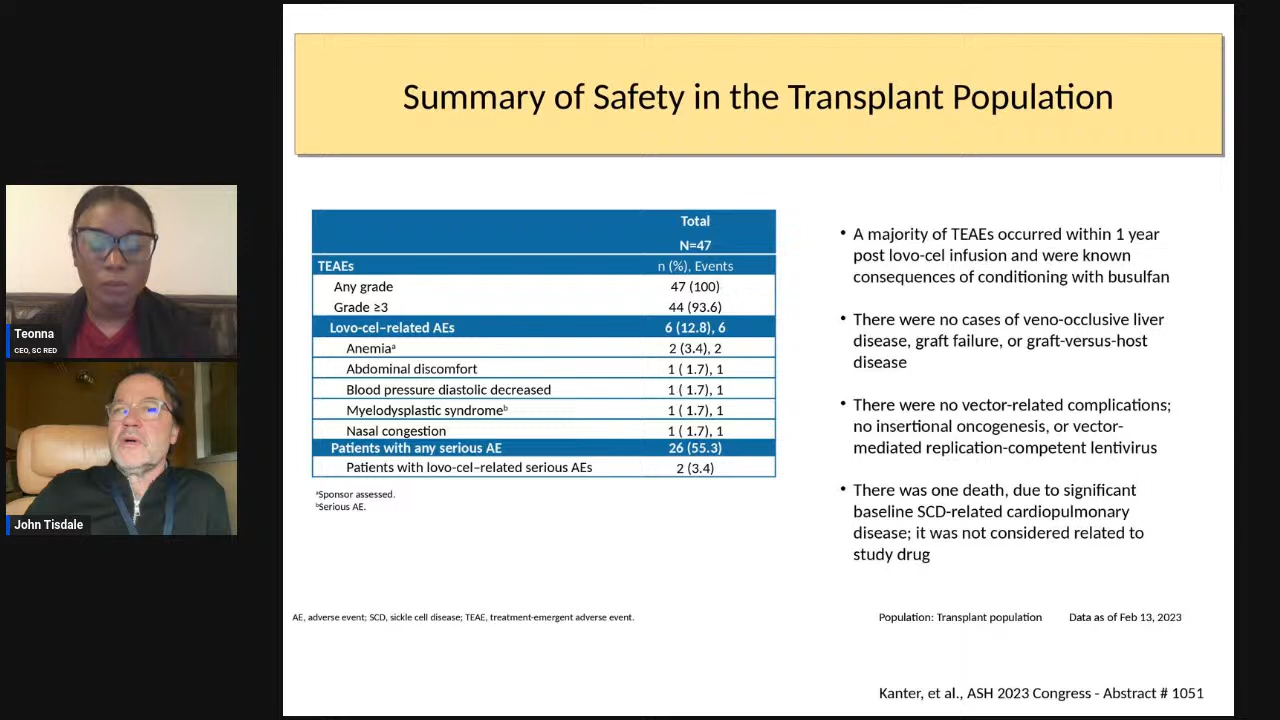 Summary of Safety in the Transplant Population
Total
N=47
TEAEs n (%), Events
Any grade 47 (100)
Grade ≥3 44 (93.6)
Lovo-cel–related AEs 6 (12.8), 6
Anemiaᵃ 2 (3.4), 2
Abdominal discomfort 1 ( 1.7), 1
Blood pressure diastolic decreased 1 ( 1.7), 1
Myelodysplastic syndromeᵇ 1 ( 1.7), 1
Nasal congestion 1 ( 1.7), 1
Patients with any serious AE 26 (55.3)
Patients with lovo-cel–related serious AEs 2 (3.4)
ᵃSponsor assessed.
ᵇSerious AE.
• A majority of TEAEs occurred within 1 year
post lovo-cel infusion and were known
consequences of conditioning with busulfan
• There were no cases of veno-occlusive liver
disease, graft failure, or graft-versus-host
disease
• There were no vector-related complications;
no insertional oncogenesis, or vector-
mediated replication-competent lentivirus
• There was one death, due to significant
baseline SCD-related cardiopulmonary
disease; it was not considered related to
study drug
AE, adverse event; SCD, sickle cell disease; TEAE, treatment-emergent adverse event.
Population: Transplant population Data as of Feb 13, 2023
Kanter, et al., ASH 2023 Congress - Abstract # 1051
Teonna
CEO, SC RED
John Tisdale